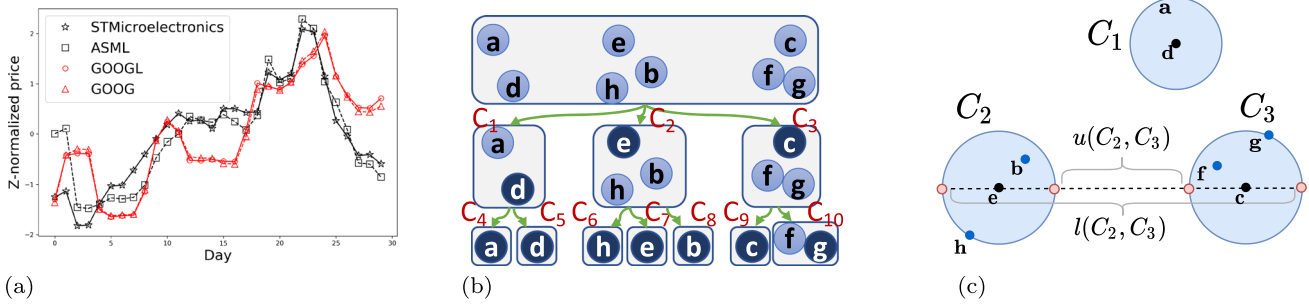 Z-normalized price
2
1
0
−1
−2
STMicroelectronics
ASML
GOOGL
GOOG
0
5
10
15
20
25
30
Day
(a)
a
d
e
h
b
c
f
g
C1
C2
C3
a
d
e
h
b
c
f
g
C4
C5
C6
C7
C8
C9
C10
a
d
h
e
b
c
f
g
(b)
a
C1
d
C2
b
e
h
u(C2, C3)
l(C2, C3)
C3
g
f
c
(c)